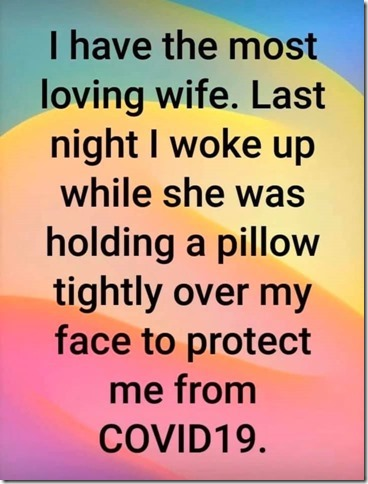 I have the most
loving wife. Last
night I woke up
while she was
holding a pillow
tightly over my
face to protect
me from
COVID19.